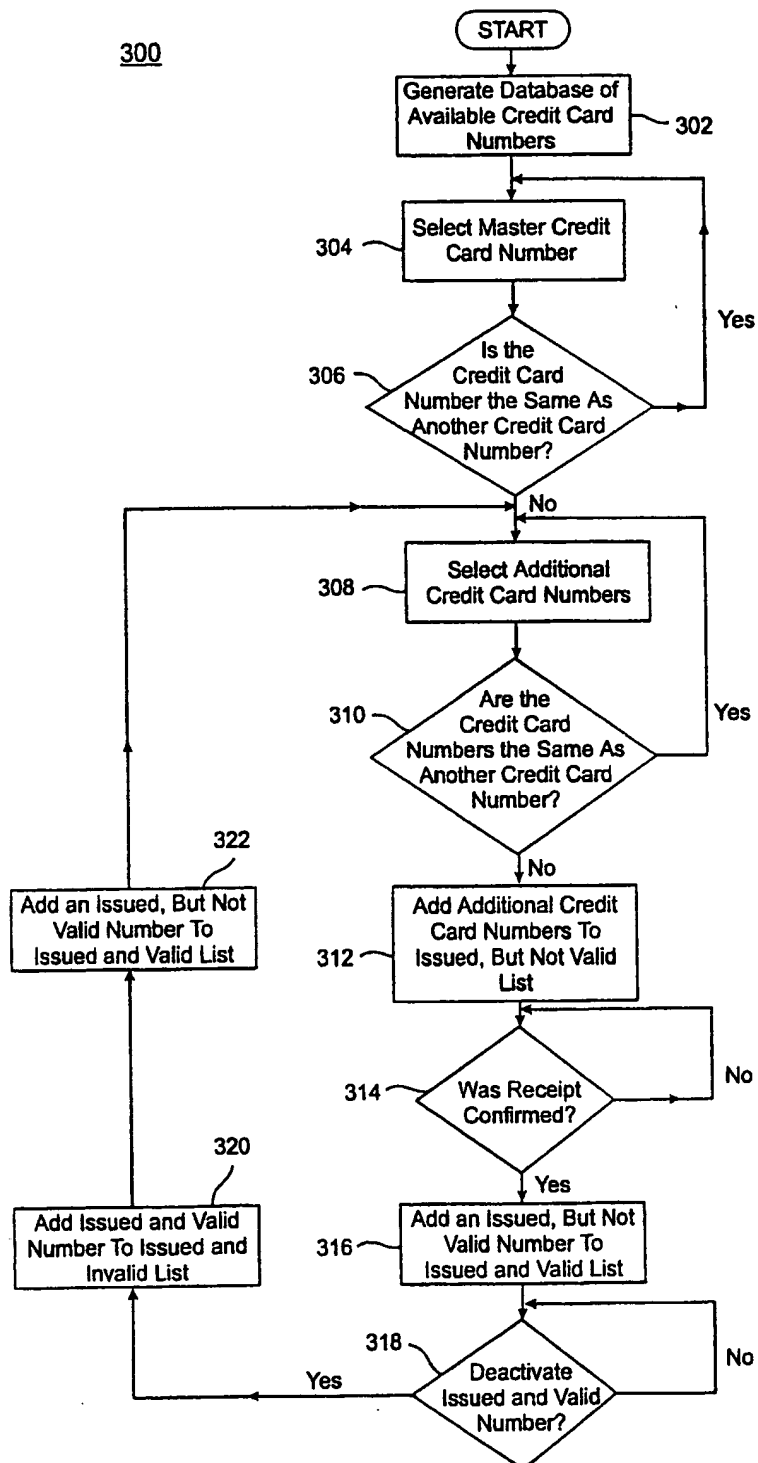 300
START
Generate Database of
Available Credit Card
Numbers
302
304
Select Master Credit
Card Number
Yes
306
Is the
Credit Card
Number the Same As
Another Credit Card
Number?
No
308
Select Additional
Credit Card Numbers
310
Are the
Credit Card
Numbers the Same As
Another Credit Card
Number?
Yes
No
322
Add an Issued, But Not
Valid Number To
Issued and Valid List
312
Add Additional Credit
Card Numbers To
Issued, But Not Valid
List
314
Was Receipt
Confirmed?
No
Yes
320
Add Issued and Valid
Number To Issued and
Invalid List
316
Add an Issued, But Not
Valid Number To
Issued and Valid List
318
Deactivate
Issued and Valid
Number?
Yes
No